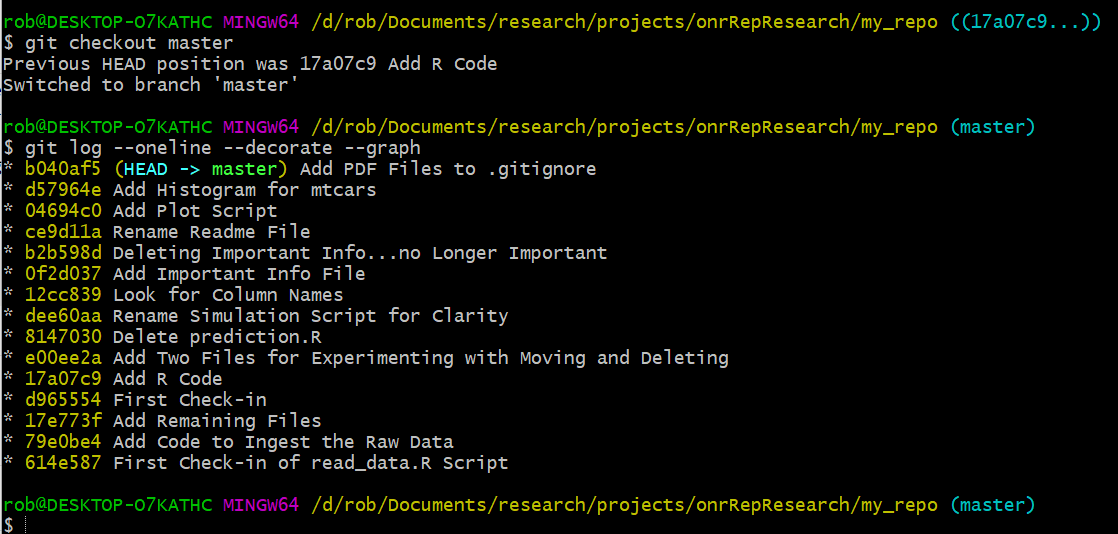 rob@DESKTOP-O7KATHC MINGW64 /d/rob/Documents/research/projects/onrRepResearch/my_repo ((17a07c9...))
$ git checkout master
Previous HEAD position was 17a07c9 Add R Code
Switched to branch 'master'
rob@DESKTOP-O7KATHC MINGW64 /d/rob/Documents/research/projects/onrRepResearch/my_repo (master)
$ git log --oneline --decorate --graph
* b040af5 (HEAD -> master) Add PDF Files to .gitignore
* d57964e Add Histogram for mtcars
* 04694c0 Add Plot Script
* ce9d11a Rename Readme File
* b2b598d Deleting Important Info...no Longer Important
* 0f2d037 Add Important Info File
* 12cc839 Look for Column Names
* dee60aa Rename Simulation Script for Clarity
* 8147030 Delete prediction.R
* e00ee2a Add Two Files for Experimenting with Moving and Deleting
* 17a07c9 Add R Code
* d965554 First Check-in
* 17e773f Add Remaining Files
* 79e0be4 Add Code to Ingest the Raw Data
* 614e587 First Check-in of read_data.R Script
rob@DESKTOP-O7KATHC MINGW64 /d/rob/Documents/research/projects/onrRepResearch/my_repo (master)
$